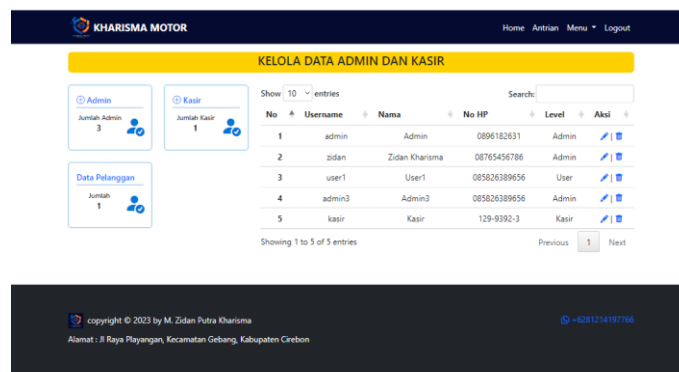 KHARISMA MOTOR
Home Antrian Menu Logout
KELOLA DATA ADMIN DAN KASIR
Admin
Jumlah Admin
3
Kasir
Jumlah Kasir
1
Data Pelanggan
Jumlah
1
Show 10 entries
Search:
No Username Nama No HP Level Aksi
1 admin Admin 0896182631 Admin |
2 zidan Zidan Kharisma 08765456786 Admin |
3 user1 User1 085826389656 User |
4 admin3 Admin3 085826389656 Admin |
5 kasir Kasir 129-9392-3 Kasir |
Showing 1 to 5 of 5 entries
Previous 1 Next
copyright © 2023 by M. Zidan Putra Kharisma
+6281214197766
Alamat : Jl Raya Playangan, Kecamatan Gebang, Kabupaten Cirebon